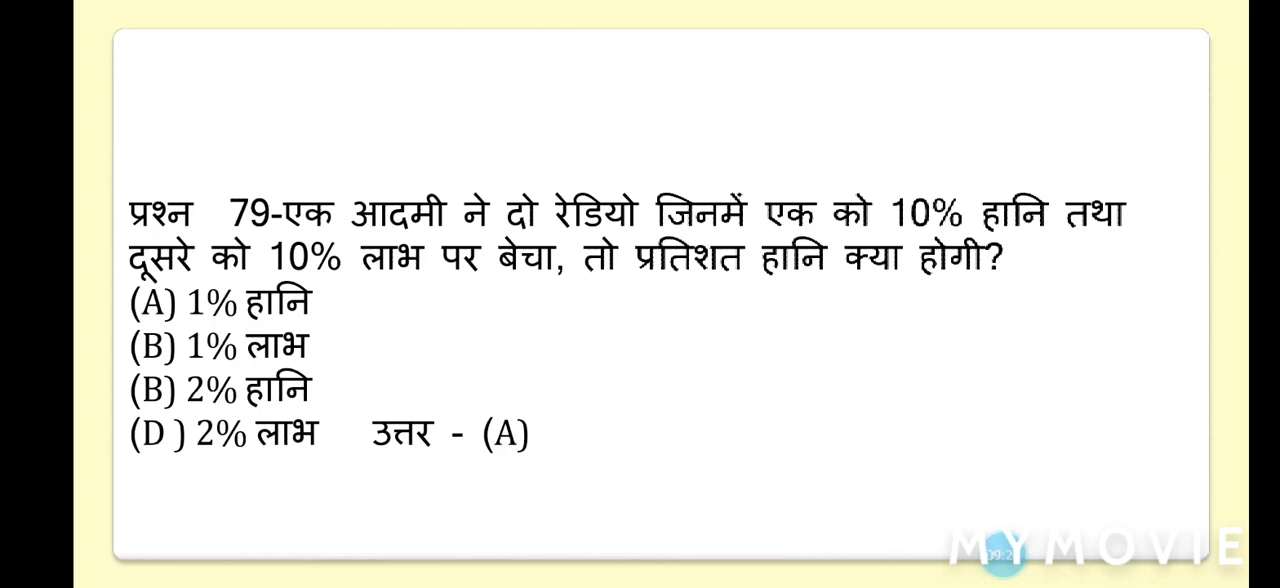 प्रश्न 79-एक आदमी ने दो रेडियो जिनमें एक को 10% हानि तथा
दूसरे को 10% लाभ पर बेचा, तो प्रतिशत हानि क्या होगी?
(A) 1% हानि
(B) 1% लाभ
(B) 2% हानि
(D ) 2% लाभ उत्तर - (A)
MYMOVIE